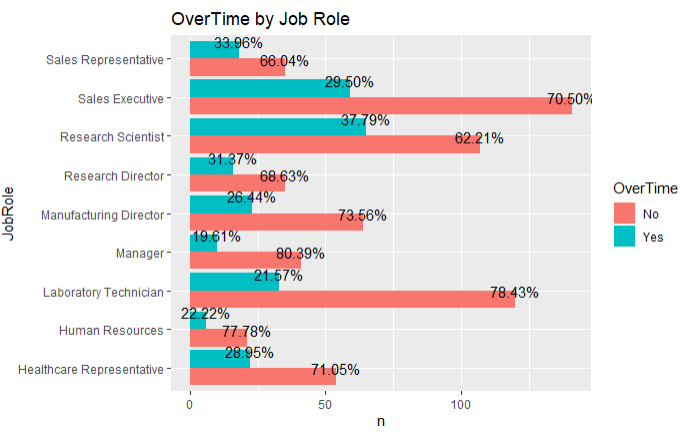 OverTime by Job Role
Sales Representative
33.96%
66.04%
Sales Executive
29.50%
70.50%
Research Scientist
37.79%
62.21%
Research Director
31.37%
68.63%
Manufacturing Director
26.44%
73.56%
Manager
19.61%
80.39%
Laboratory Technician
21.57%
78.43%
Human Resources
22.22%
77.78%
Healthcare Representative
28.95%
71.05%
JobRole
0 50 100
n
OverTime
No
Yes